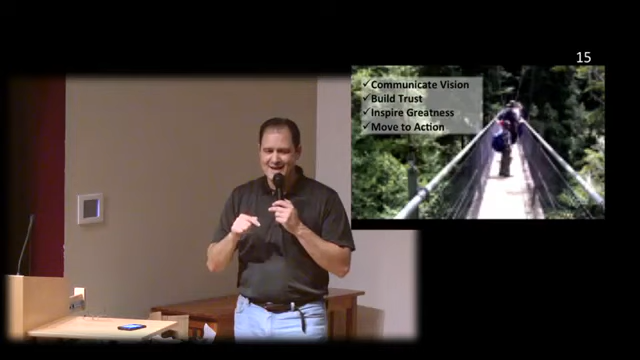 15
✓Communicate Vision
✓Build Trust
✓Inspire Greatness
✓Move to Action